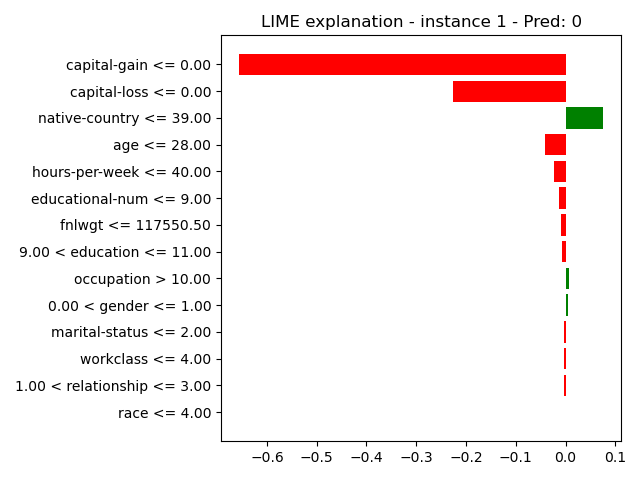 LIME explanation - instance 1 - Pred: 0
capital-gain <= 0.00
capital-loss <= 0.00
native-country <= 39.00
age <= 28.00
hours-per-week <= 40.00
educational-num <= 9.00
fnlwgt <= 117550.50
9.00 < education <= 11.00
occupation > 10.00
0.00 < gender <= 1.00
marital-status <= 2.00
workclass <= 4.00
1.00 < relationship <= 3.00
race <= 4.00
−0.6 −0.5 −0.4 −0.3 −0.2 −0.1 0.0 0.1